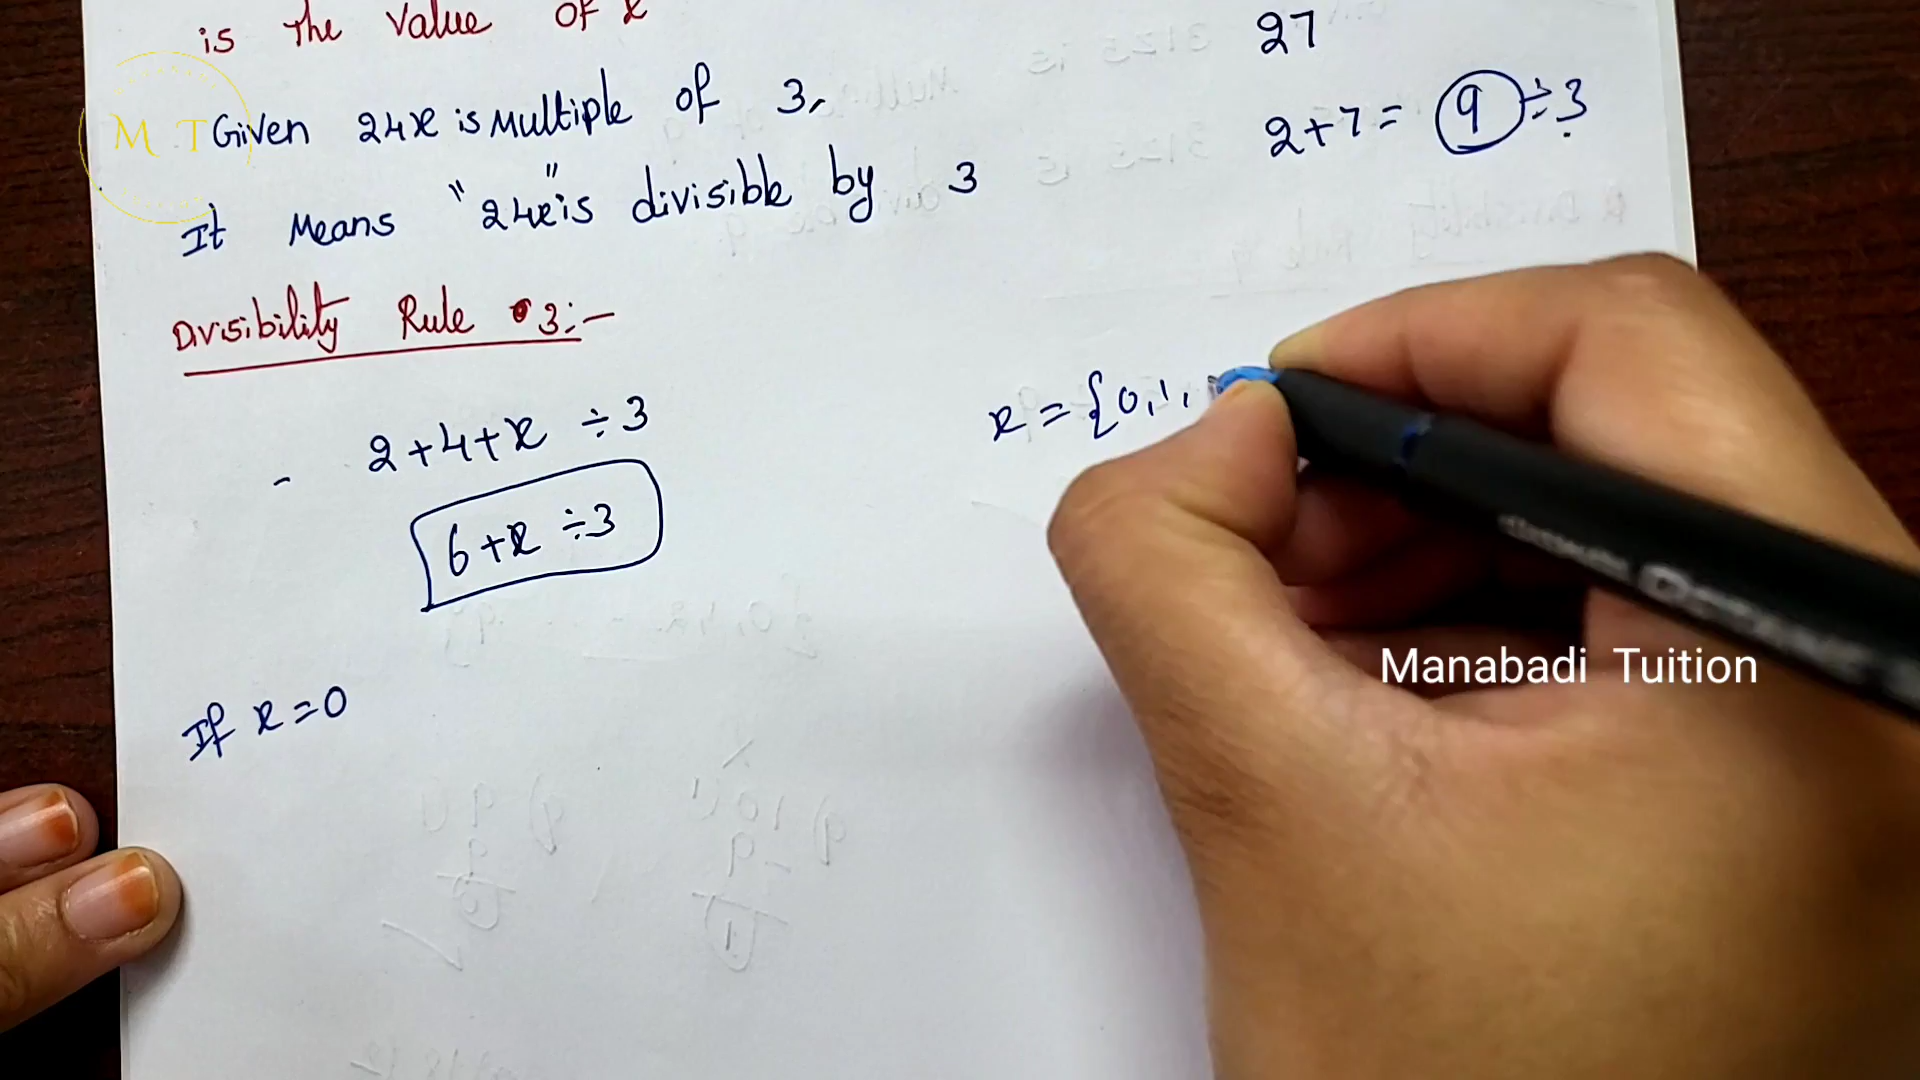 is The Value Of x
Given 24x is Multiple of 3,
It Means "24x" is divisible by 3
Divisibility Rule 3:-
2+4+x ÷3
6+x ÷3
If x=0
27
2+7= 9 ÷3
x = {0,1,
M T
Manabadi Tuition